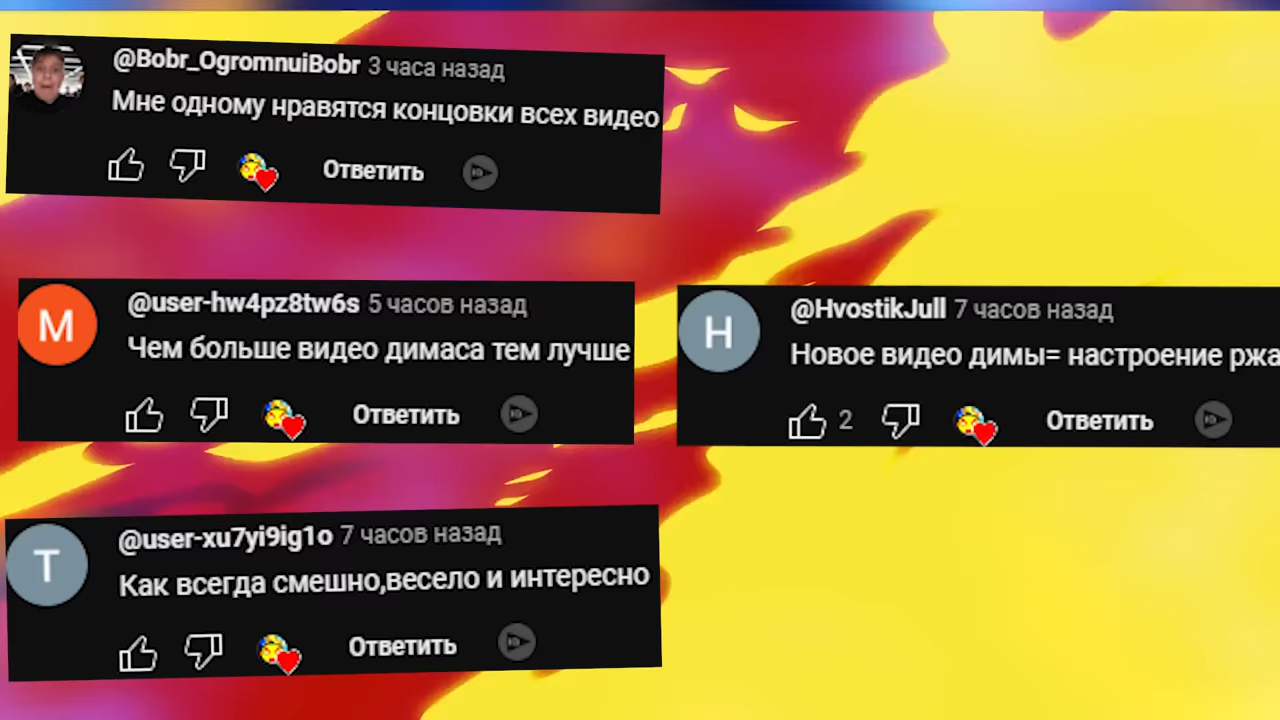 @Bobr_OgromnuiBobr 3 часа назад
Мне одному нравятся концовки всех видео
Ответить
@user-hw4pz8tw6s 5 часов назад
М
Чем больше видео димаса тем лучше
Ответить
@HvostikJull 7 часов назад
Н
Новое видео димы= настроение ржа
2
Ответить
@user-xu7yi9ig1o 7 часов назад
Т
Как всегда смешно,весело и интересно
Ответить